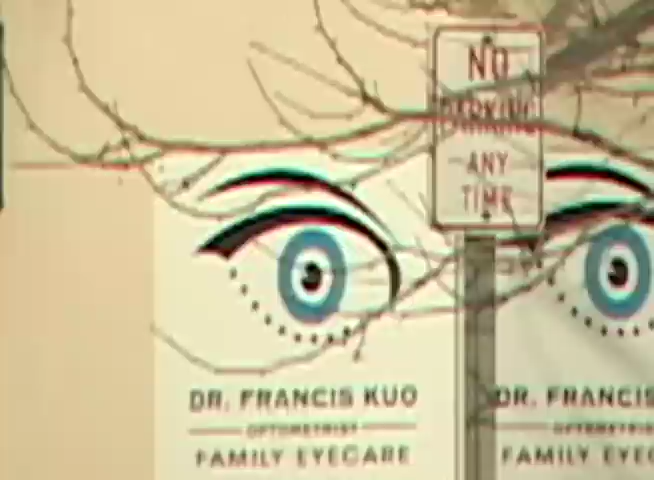 NO
PARKING
ANY
TIME
DR. FRANCIS KUO
OPTOMETRIST
FAMILY EYECARE
DR. FRANCIS
OPTOMETRIST
FAMILY EYEC